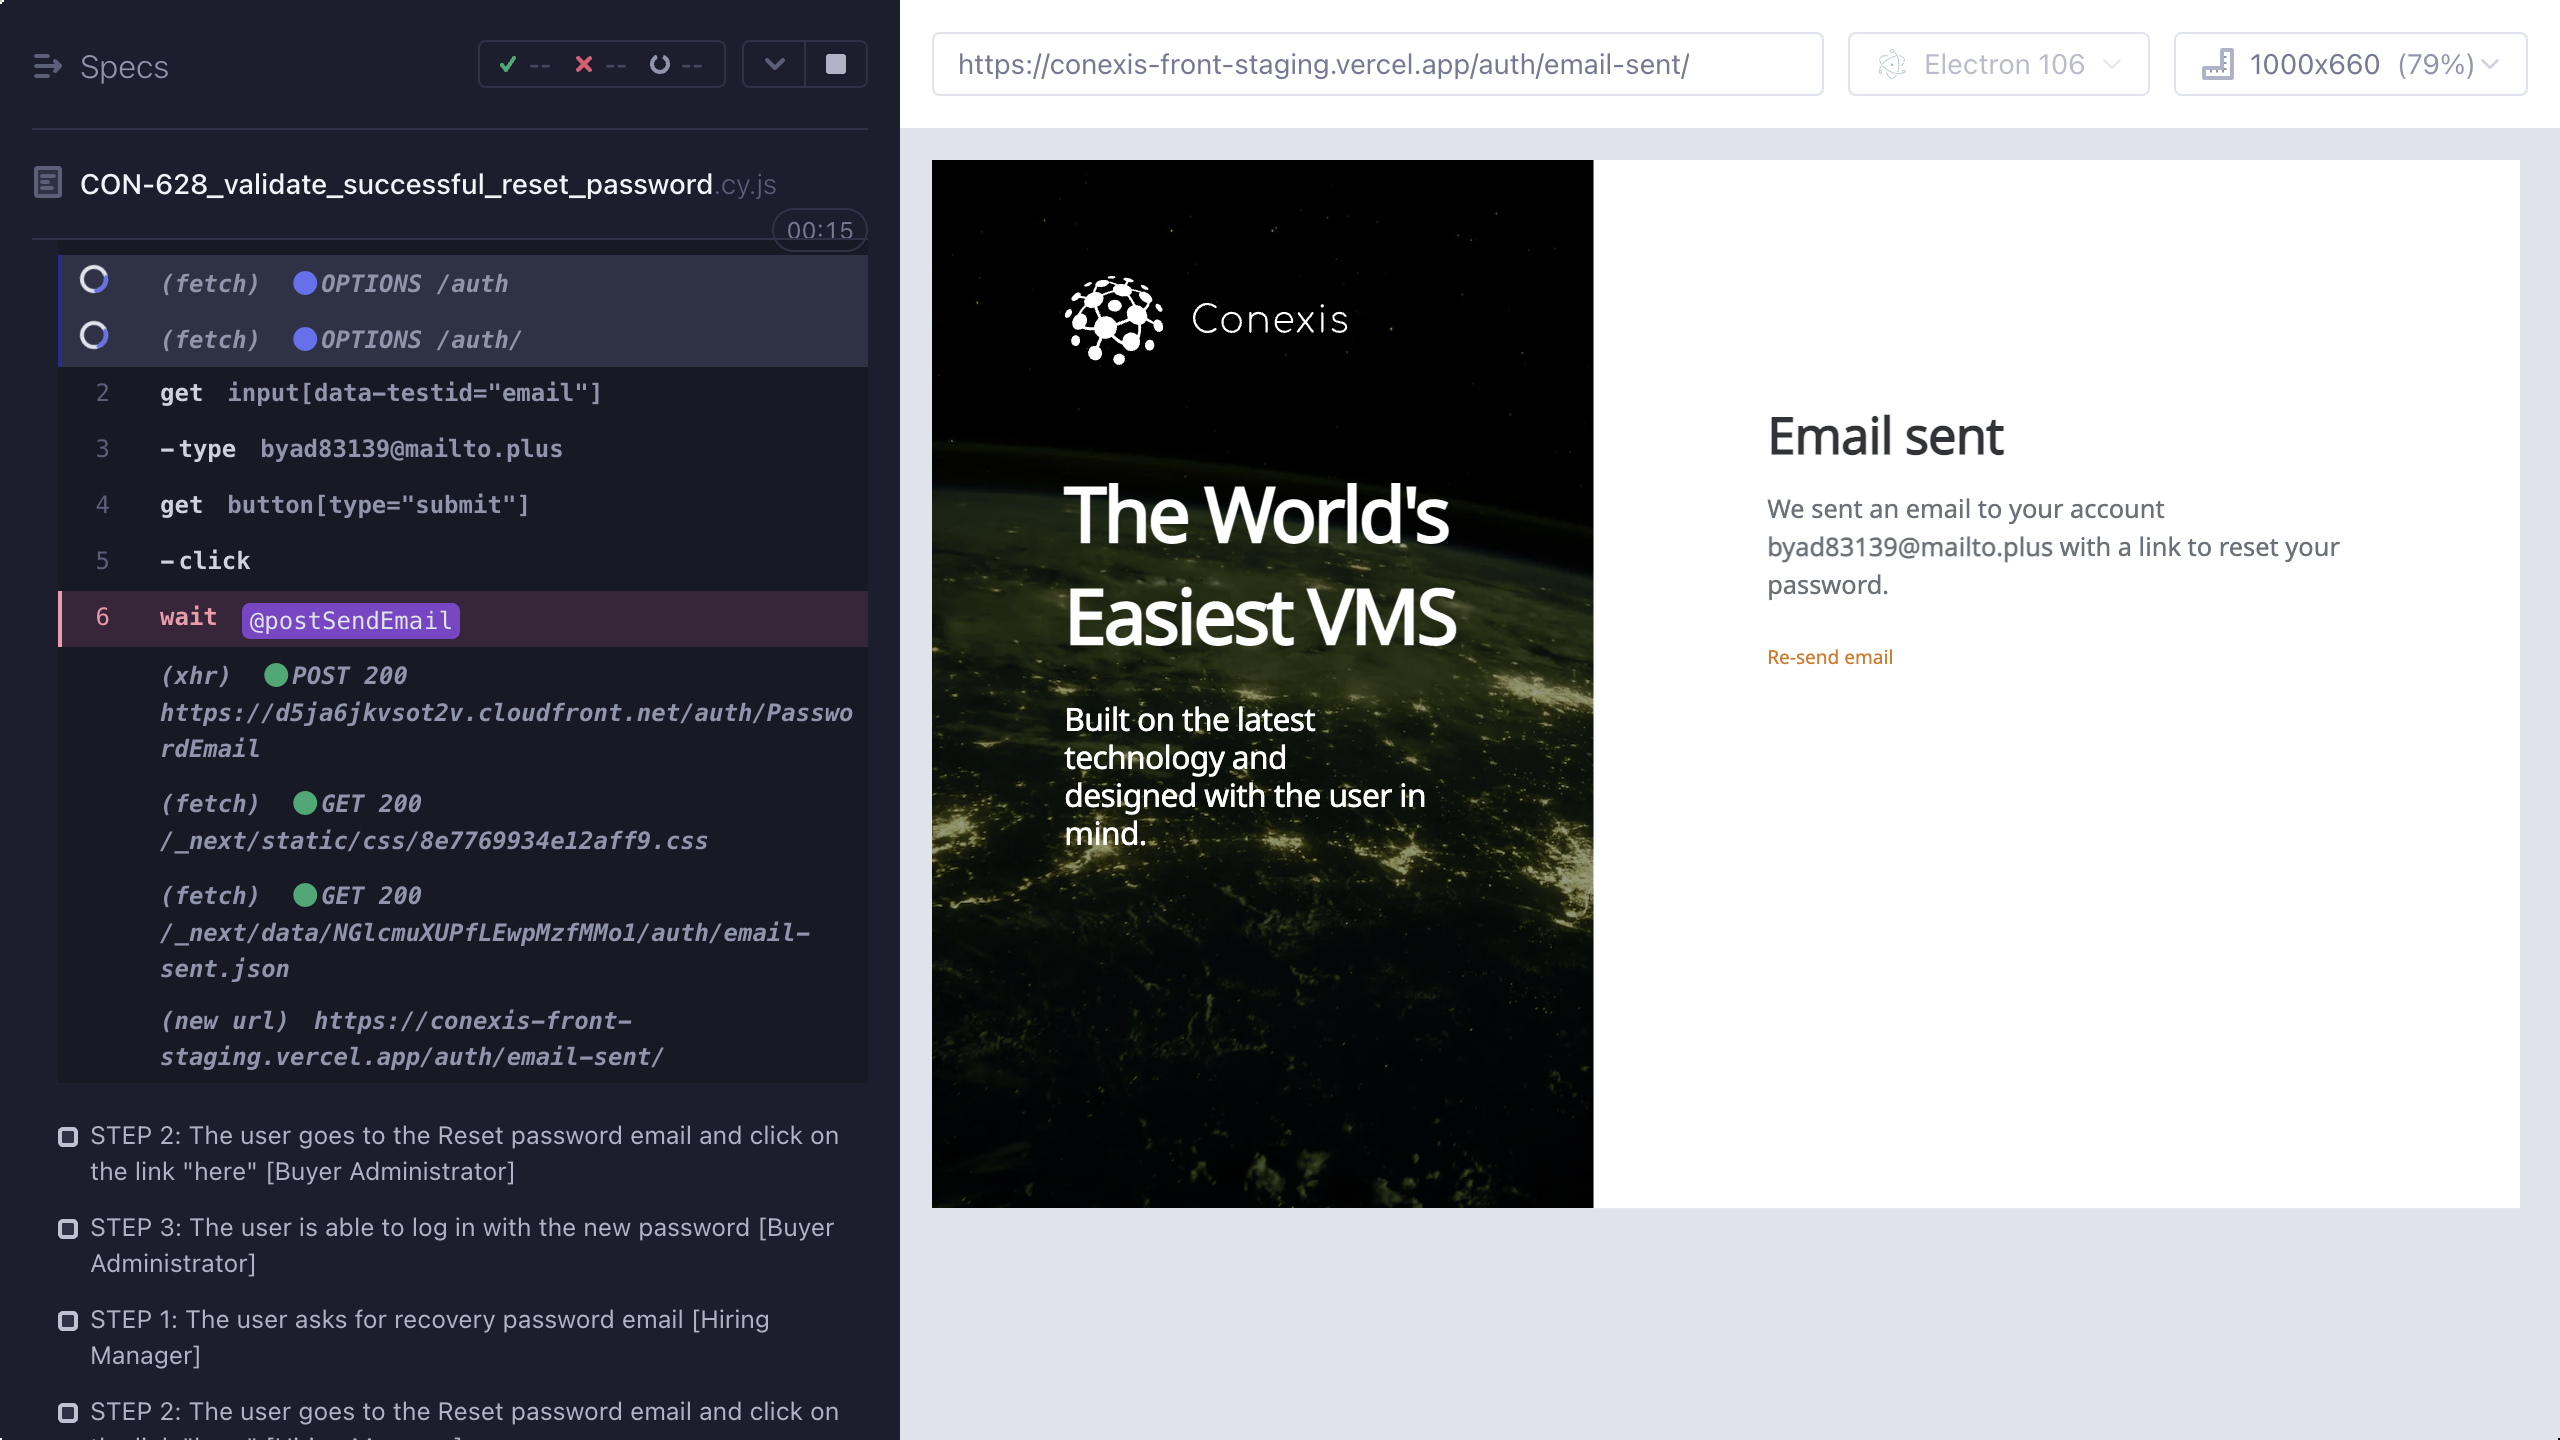 Specs
-- -- --
CON-628_validate_successful_reset_password.cy.js
00:15
(fetch) OPTIONS /auth
(fetch) OPTIONS /auth/
2 get input[data-testid="email"]
3 -type byad83139@mailto.plus
4 get button[type="submit"]
5 -click
6 wait @postSendEmail
(xhr) POST 200
https://d5ja6jkvsot2v.cloudfront.net/auth/Passwo
rdEmail
(fetch) GET 200
/_next/static/css/8e7769934e12aff9.css
(fetch) GET 200
/_next/data/NGlcmuXUPfLEwpMzfMMo1/auth/email-
sent.json
(new url) https://conexis-front-
staging.vercel.app/auth/email-sent/
STEP 2: The user goes to the Reset password email and click on
the link "here" [Buyer Administrator]
STEP 3: The user is able to log in with the new password [Buyer
Administrator]
STEP 1: The user asks for recovery password email [Hiring
Manager]
STEP 2: The user goes to the Reset password email and click on
https://conexis-front-staging.vercel.app/auth/email-sent/
Electron 106
1000x660 (79%)
Conexis
The World's
Easiest VMS
Built on the latest
technology and
designed with the user in
mind.
Email sent
We sent an email to your account
byad83139@mailto.plus with a link to reset your
password.
Re-send email